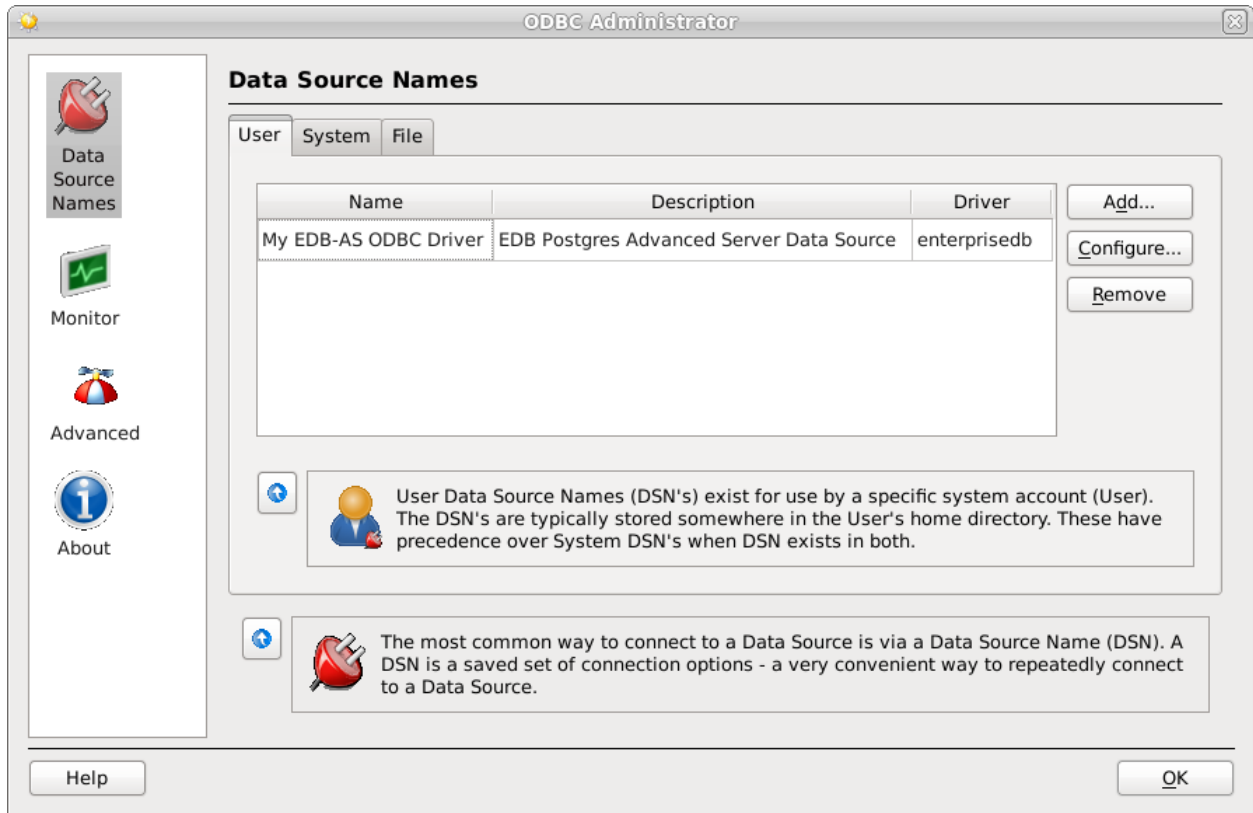 ODBC Administrator
Data
Source
Names
Monitor
Advanced
About
Data Source Names
User System File
Name Description Driver
My EDB-AS ODBC Driver EDB Postgres Advanced Server Data Source enterprisedb
Add...
Configure...
Remove
User Data Source Names (DSN's) exist for use by a specific system account (User).
The DSN's are typically stored somewhere in the User's home directory. These have
precedence over System DSN's when DSN exists in both.
The most common way to connect to a Data Source is via a Data Source Name (DSN). A
DSN is a saved set of connection options - a very convenient way to repeatedly connect
to a Data Source.
Help OK